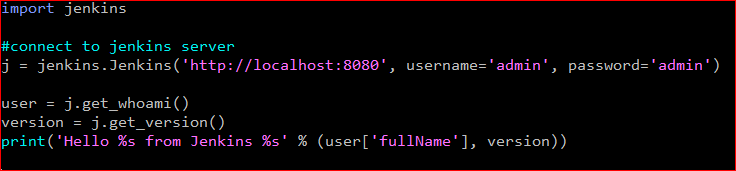 import jenkins
#connect to jenkins server
j = jenkins.Jenkins('http://localhost:8080', username='admin', password='admin')
user = j.get_whoami()
version = j.get_version()
print('Hello %s from Jenkins %s' % (user['fullName'], version))